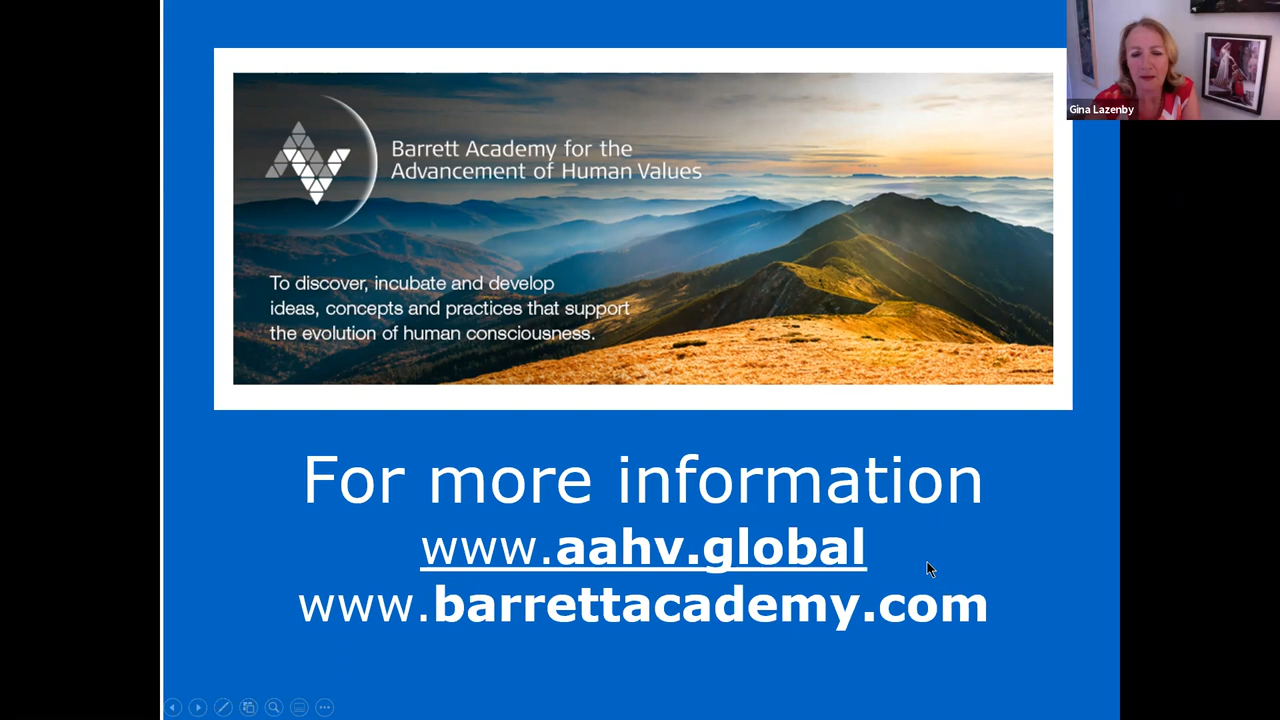 Gina Lazenby
Barrett Academy for the
Advancement of Human Values
To discover, incubate and develop
ideas, concepts and practices that support
the evolution of human consciousness.
For more information
www.aahv.global
www.barrettacademy.com